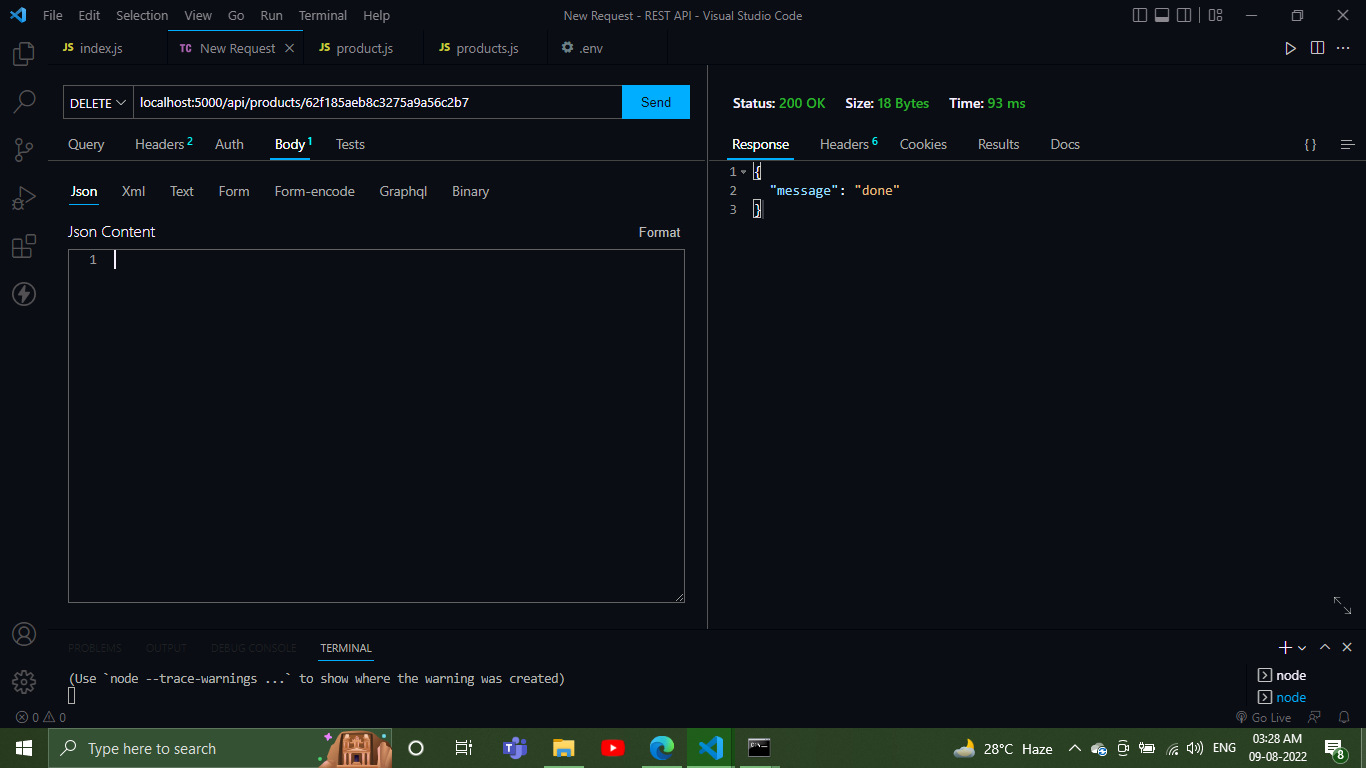 File Edit Selection View Go Run Terminal Help
New Request - REST API - Visual Studio Code
JS index.js
TC New Request
JS product.js
JS products.js
.env
DELETE localhost:5000/api/products/62f185aeb8c3275a9a56c2b7 Send
Query Headers 2 Auth Body 1 Tests
Json Xml Text Form Form-encode Graphql Binary
Json Content Format
1
Status: 200 OK Size: 18 Bytes Time: 93 ms
Response Headers 6 Cookies Results Docs {}
1 {
2 "message": "done"
3 }
PROBLEMS OUTPUT DEBUG CONSOLE TERMINAL
(Use `node --trace-warnings ...` to show where the warning was created)
node
node
0 0
Go Live
Type here to search
28°C Haze
ENG
03:28 AM
09-08-2022
8